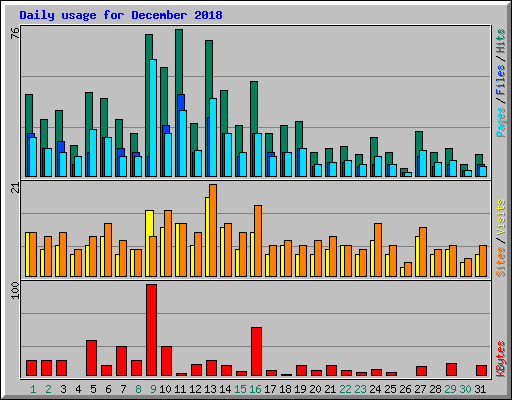 Daily usage for December 2018
76
Pages / Files / Hits
21
Sites / Visits
100
KBytes
1 2 3 4 5 6 7 8 9 10 11 12 13 14 15 16 17 18 19 20 21 22 23 24 25 26 27 28 29 30 31